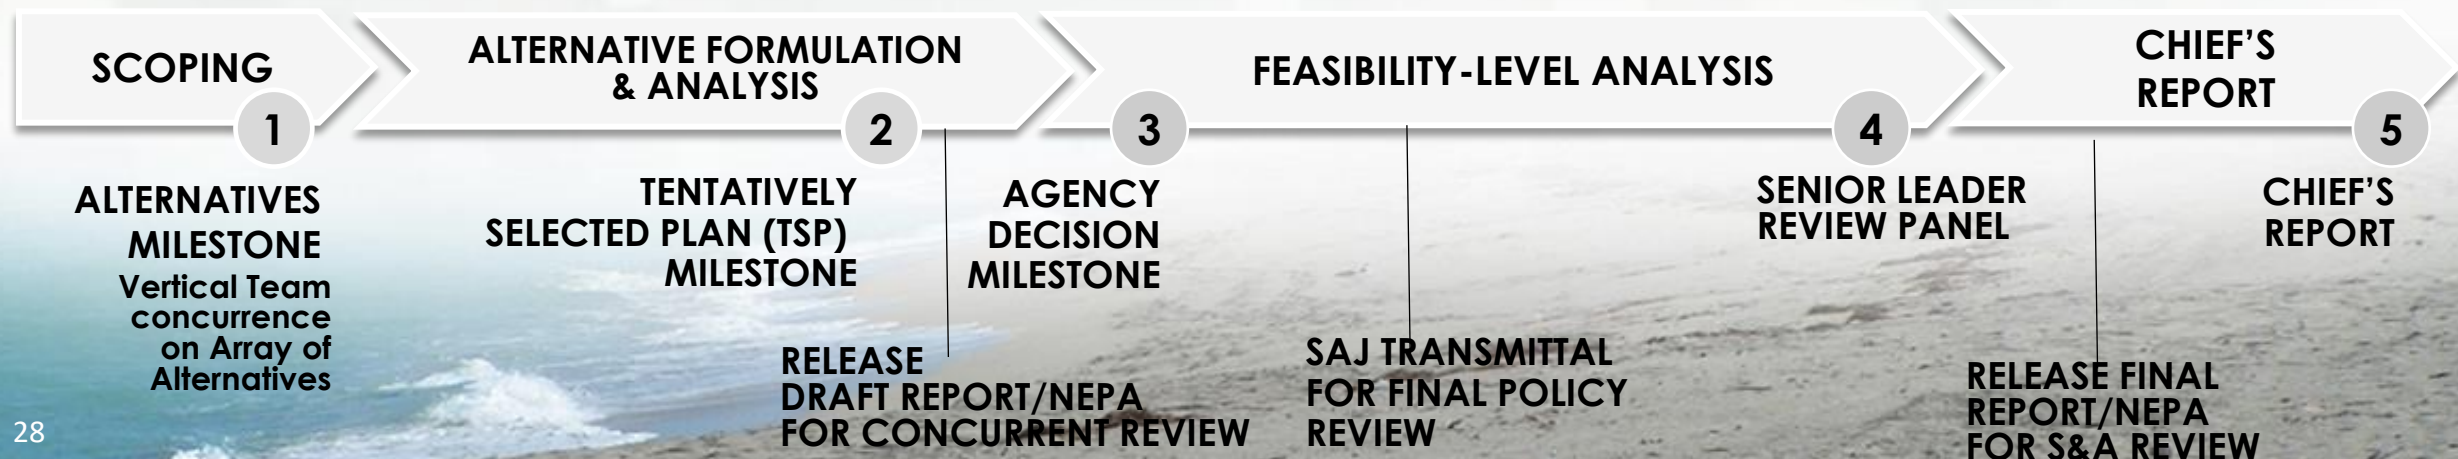 SCOPING
ALTERNATIVE FORMULATION
& ANALYSIS
FEASIBILITY-LEVEL ANALYSIS
CHIEF'S
REPORT
1
2
3
4
5
ALTERNATIVES
MILESTONE
Vertical Team
concurrence
on Array of
Alternatives
TENTATIVELY
SELECTED PLAN (TSP)
MILESTONE
AGENCY
DECISION
MILESTONE
SENIOR LEADER
REVIEW PANEL
CHIEF'S
REPORT
RELEASE
DRAFT REPORT/NEPA
FOR CONCURRENT REVIEW
SAJ TRANSMITTAL
FOR FINAL POLICY
REVIEW
RELEASE FINAL
REPORT/NEPA
FOR S&A REVIEW
28